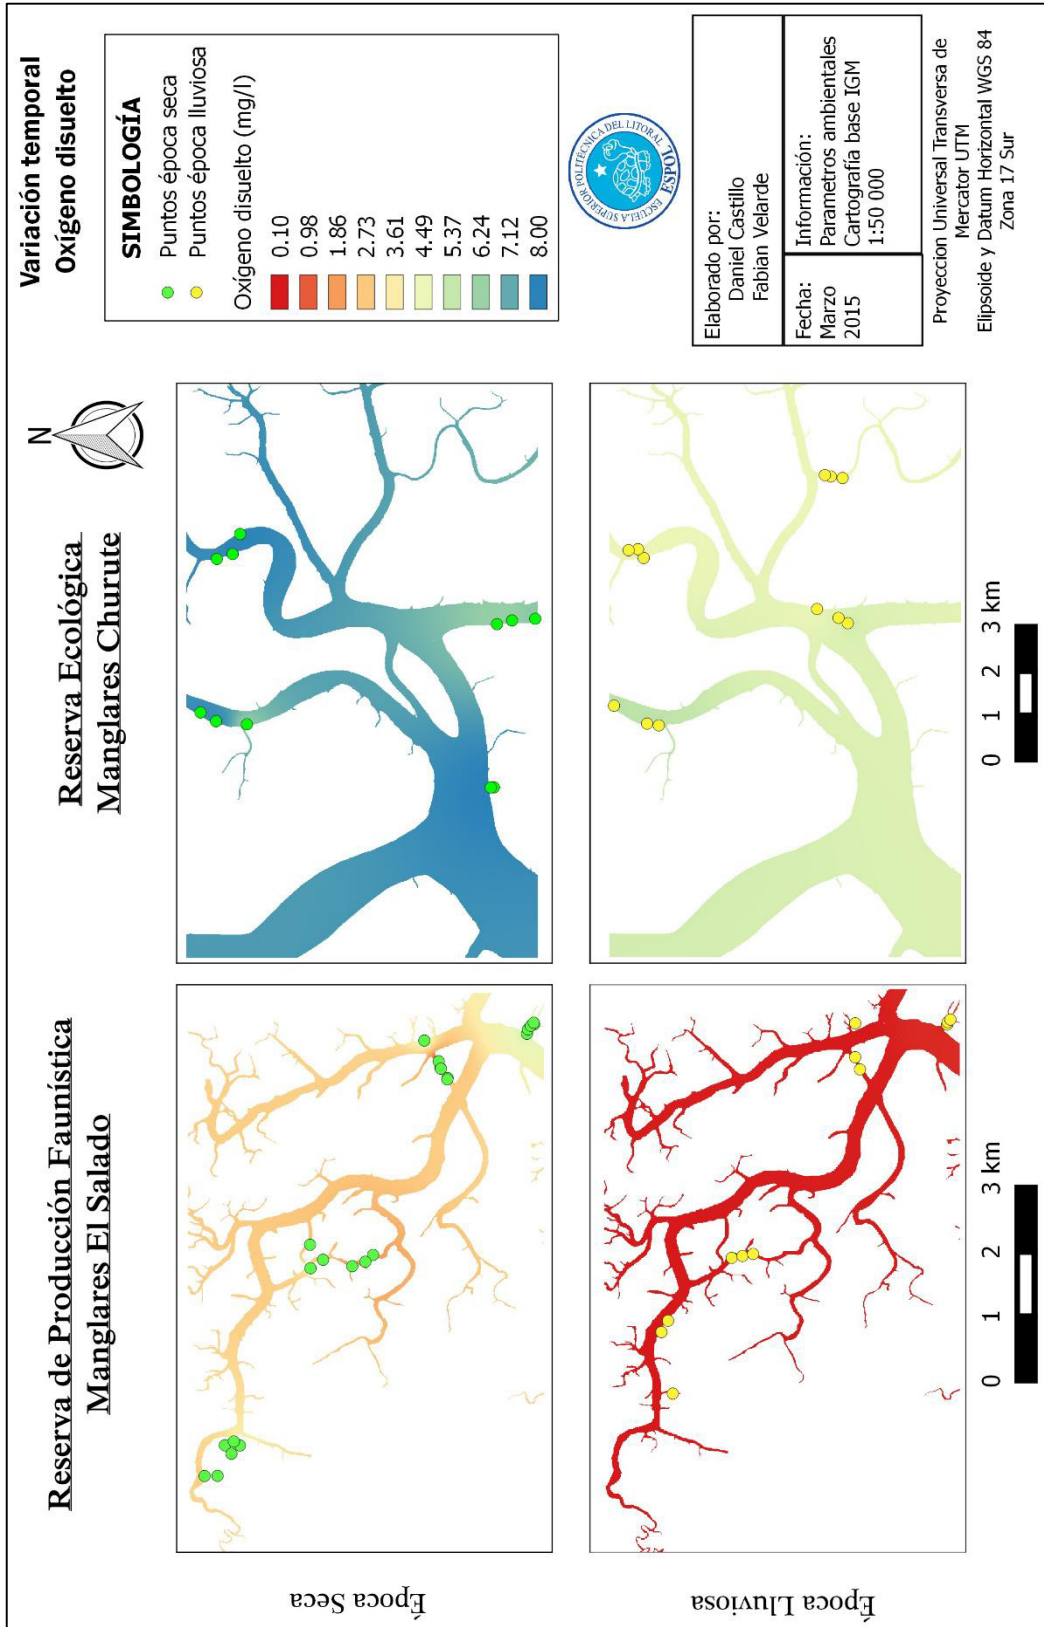 Reserva de Producción Faunística
Manglares El Salado
Reserva Ecológica
Manglares Churute
N
Variación temporal
Oxígeno disuelto
SIMBOLOGÍA
Puntos época seca
Puntos época lluviosa
Oxígeno disuelto (mg/l)
0.10
0.98
1.86
2.73
3.61
4.49
5.37
6.24
7.12
8.00
ESCUELA SUPERIOR POLITÉCNICA DEL LITORAL
ESPOL
Elaborado por:
Daniel Castillo
Fabian Velarde
Fecha:
Marzo
2015
Información:
Parametros ambientales
Cartografía base IGM
1:50 000
Proyeccion Universal Transversa de
Mercator UTM
Elipsoide y Datum Horizontal WGS 84
Zona 17 Sur
Época Seca
Época Lluviosa
0 1 2 3 km
0 1 2 3 km